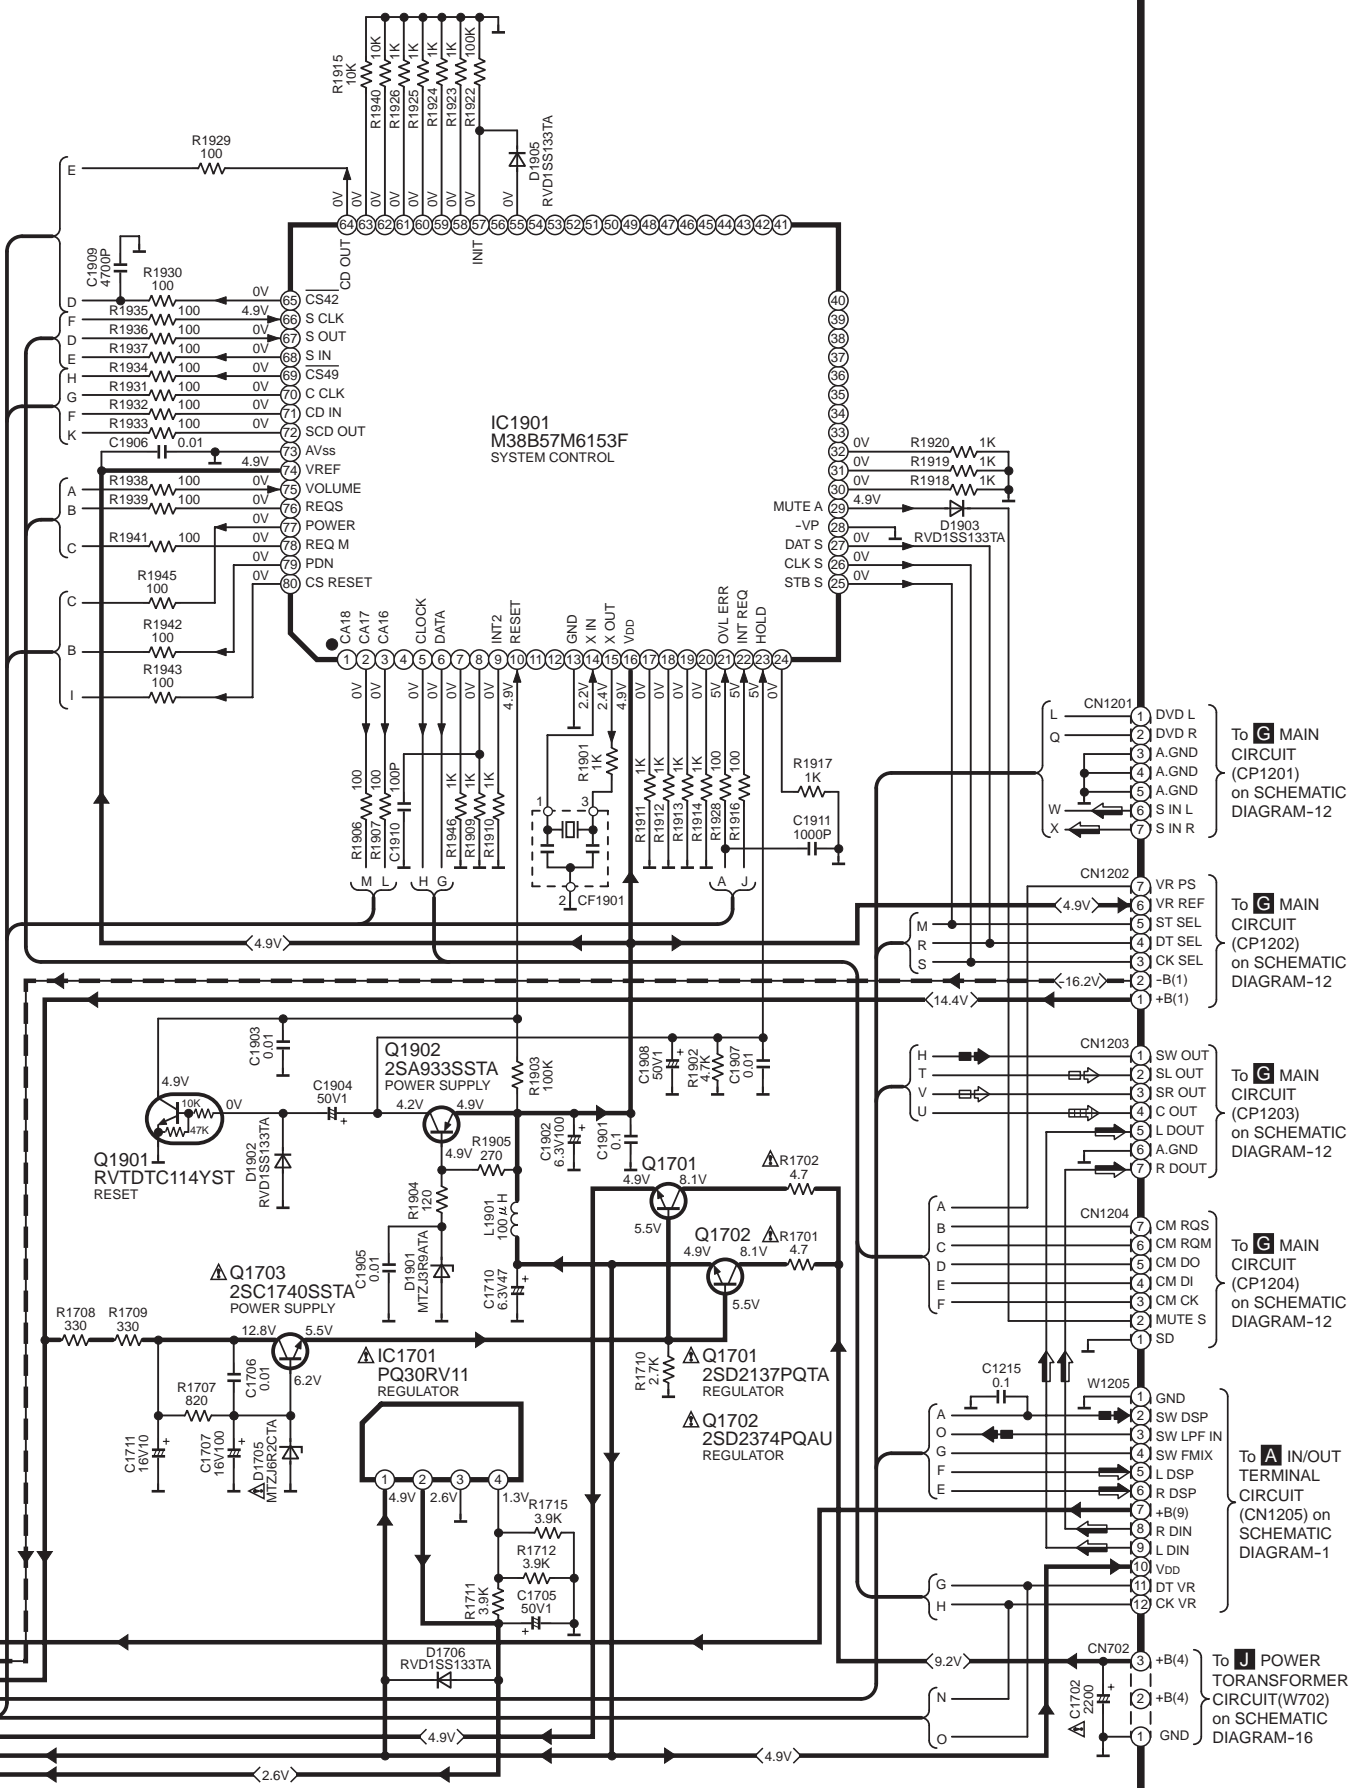 R1915 10K
R1940 10K
R1926 1K
R1925 1K
R1924 1K
R1923 1K
R1922 100K
D1905
RVD1SS133TA
R1929
100
E
0V 0V 0V 0V 0V 0V 0V 0V 0V
64 63 62 61 60 59 58 57 56 55 54 53 52 51 50 49 48 47 46 45 44 43 42 41
CD OUT
INIT
C1909
4700P
R1930
100
D 0V 65 CS42
F R1935 100 4.9V 66 S CLK
D R1936 100 0V 67 S OUT
E R1937 100 0V 68 S IN
H R1934 100 0V 69 CS49
G R1931 100 0V 70 C CLK
F R1932 100 0V 71 CD IN
K R1933 100 0V 72 SCD OUT
C1906 0.01 73 AVss
4.9V 74 VREF
A R1938 100 0V 75 VOLUME
B R1939 100 0V 76 REQS
0V 77 POWER
C R1941 100 0V 78 REQ M
0V 79 PDN
0V 80 CS RESET
C R1945
100
B R1942
100
I R1943
100
IC1901
M38B57M6153F
SYSTEM CONTROL
40
39
38
37
36
35
34
33
32 0V R1920 1K
31 0V R1919 1K
30 0V R1918 1K
MUTE A 29 4.9V
D1903
RVD1SS133TA
-VP 28
DAT S 27 0V
CLK S 26 0V
STB S 25 0V
CA18
CA17
CA16
CLOCK
DATA
INT2
RESET
GND
X IN
X OUT
VDD
OVL ERR
INT REQ
HOLD
1 2 3 4 5 6 7 8 9 10 11 12 13 14 15 16 17 18 19 20 21 22 23 24
0V 0V 0V 0V 0V 0V 0V 4.9V 2.2V 2.4V 4.9V 0V 0V 0V 0V 5V 5V 5V 0V
R1906 100
R1907 100
C1910 100P
R1946 1K
R1909 1K
R1910 1K
R1901
1K
1 3
2
CF1901
R1911 1K
R1912 1K
R1913 1K
R1914 1K
R1928 100
R1916 100
R1917
1K
C1911
1000P
M L
H G
A J
4.9V
4.9V
-16.2V
14.4V
CN1201
L 1 DVD L
Q 2 DVD R
3 A.GND
4 A.GND
5 A.GND
W 6 S IN L
X 7 S IN R
To G MAIN
CIRCUIT
(CP1201)
on SCHEMATIC
DIAGRAM-12
CN1202
7 VR PS
6 VR REF
M 5 ST SEL
R 4 DT SEL
S 3 CK SEL
2 -B(1)
1 +B(1)
To G MAIN
CIRCUIT
(CP1202)
on SCHEMATIC
DIAGRAM-12
CN1203
H 1 SW OUT
T 2 SL OUT
V 3 SR OUT
U 4 C OUT
5 L DOUT
6 A.GND
7 R DOUT
To G MAIN
CIRCUIT
(CP1203)
on SCHEMATIC
DIAGRAM-12
CN1204
A
B 7 CM RQS
C 6 CM RQM
D 5 CM DO
E 4 CM DI
F 3 CM CK
2 MUTE S
1 SD
To G MAIN
CIRCUIT
(CP1204)
on SCHEMATIC
DIAGRAM-12
C1215
0.1
W1205
1 GND
A 2 SW DSP
O 3 SW LPF IN
G 4 SW FMIX
F 5 L DSP
E 6 R DSP
7 +B(9)
8 R DIN
9 L DIN
10 VDD
G 11 DT VR
H 12 CK VR
To A IN/OUT
TERMINAL
CIRCUIT
(CN1205) on
SCHEMATIC
DIAGRAM-1
CN702
3 +B(4)
2 +B(4)
1 GND
To J POWER
TORANSFORMER
CIRCUIT(W702)
on SCHEMATIC
DIAGRAM-16
9.2V
C1702
2200
N
O
C1903
0.01
4.9V
10K
47K
0V
Q1901
RVTDTC114YST
RESET
D1902
RVD1SS133TA
C1904
50V1
Q1902
2SA933SSTA
POWER SUPPLY
4.2V 4.9V
4.9V
R1903
100K
R1905
270
R1904
120
C1905
0.01
D1901
MTZJ3R9ATA
L1901
100μH
C1710
6.3V47
C1902
6.3V100
C1901
0.1
C1908
50V1
R1902
4.7K
C1907
0.01
Q1701
4.9V 8.1V
5.5V
R1702
4.7
Q1702
4.9V 8.1V
5.5V
R1701
4.7
Q1703
2SC1740SSTA
POWER SUPPLY
12.8V 5.5V
6.2V
R1708
330
R1709
330
C1706
0.01
R1707
820
C1711
16V10
C1707
16V100
D1705
MTZJ6R2CTA
IC1701
PQ30RV11
REGULATOR
1 2 3 4
4.9V 2.6V 1.3V
R1710
2.7K
Q1701
2SD2137PQTA
REGULATOR
Q1702
2SD2374PQAU
REGULATOR
R1715
3.9K
R1712
3.9K
R1711
3.9K
C1705
50V1
D1706
RVD1SS133TA
4.9V
4.9V
2.6V